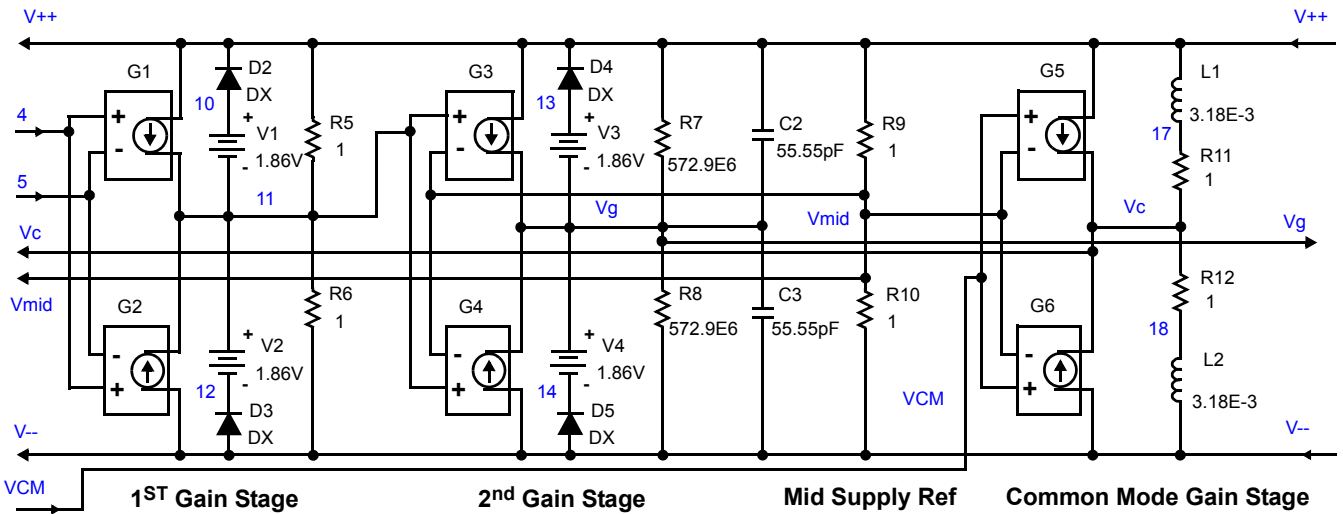 V++
V++
G1
D2
DX
10
+
V1
1.86V
-
R5
1
G3
D4
DX
13
+
V3
1.86V
-
R7
572.9E6
C2
55.55pF
R9
1
G5
L1
3.18E-3
17
R11
1
4
+
-
+
-
+
-
5
11
Vg
Vmid
Vc
Vc
Vg
Vmid
G2
-
+
R6
1
+
V2
1.86V
-
12
D3
DX
G4
-
+
+
V4
1.86V
-
14
D5
DX
R8
572.9E6
C3
55.55pF
R10
1
G6
-
+
R12
1
18
L2
3.18E-3
VCM
V--
V--
VCM
1ST Gain Stage
2nd Gain Stage
Mid Supply Ref
Common Mode Gain Stage